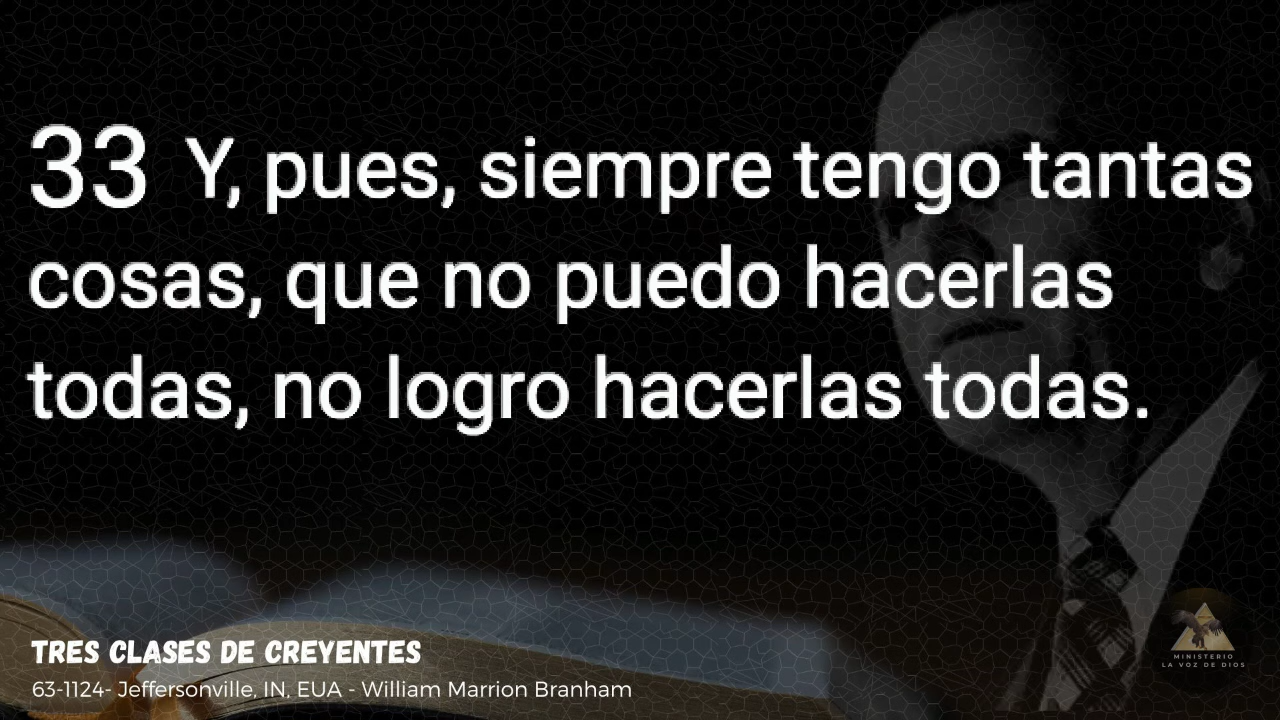 33 Y, pues, siempre tengo tantas
cosas, que no puedo hacerlas
todas, no logro hacerlas todas.
TRES CLASES DE CREYENTES
63-1124- Jeffersonville, IN, EUA - William Marrion Branham
MINISTERIO
LA VOZ DE DIOS